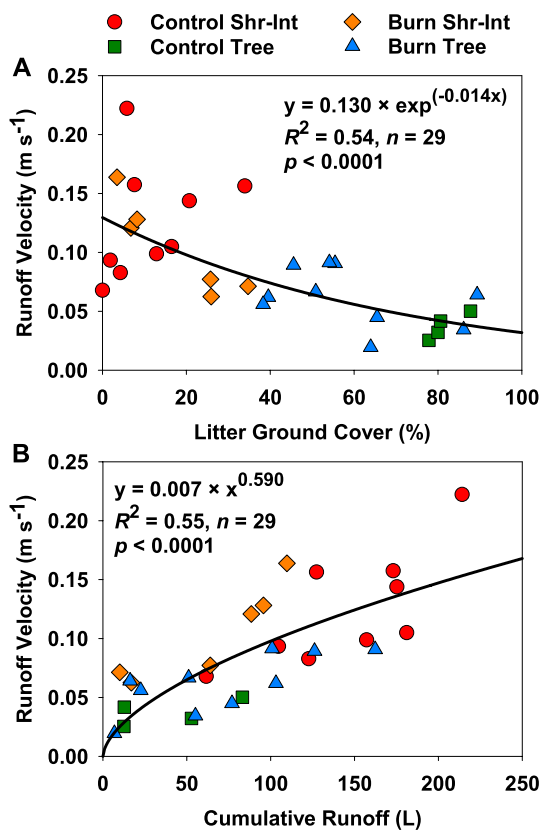 Control Shr-Int Burn Shr-Int
Control Tree Burn Tree
A
0.25
0.20
0.15
0.10
0.05
0.00
Runoff Velocity (m s-1)
y = 0.130 × exp(-0.014x)
R2 = 0.54, n = 29
p < 0.0001
0 20 40 60 80 100
Litter Ground Cover (%)
B
0.25
0.20
0.15
0.10
0.05
0.00
Runoff Velocity (m s-1)
y = 0.007 × x0.590
R2 = 0.55, n = 29
p < 0.0001
0 50 100 150 200 250
Cumulative Runoff (L)